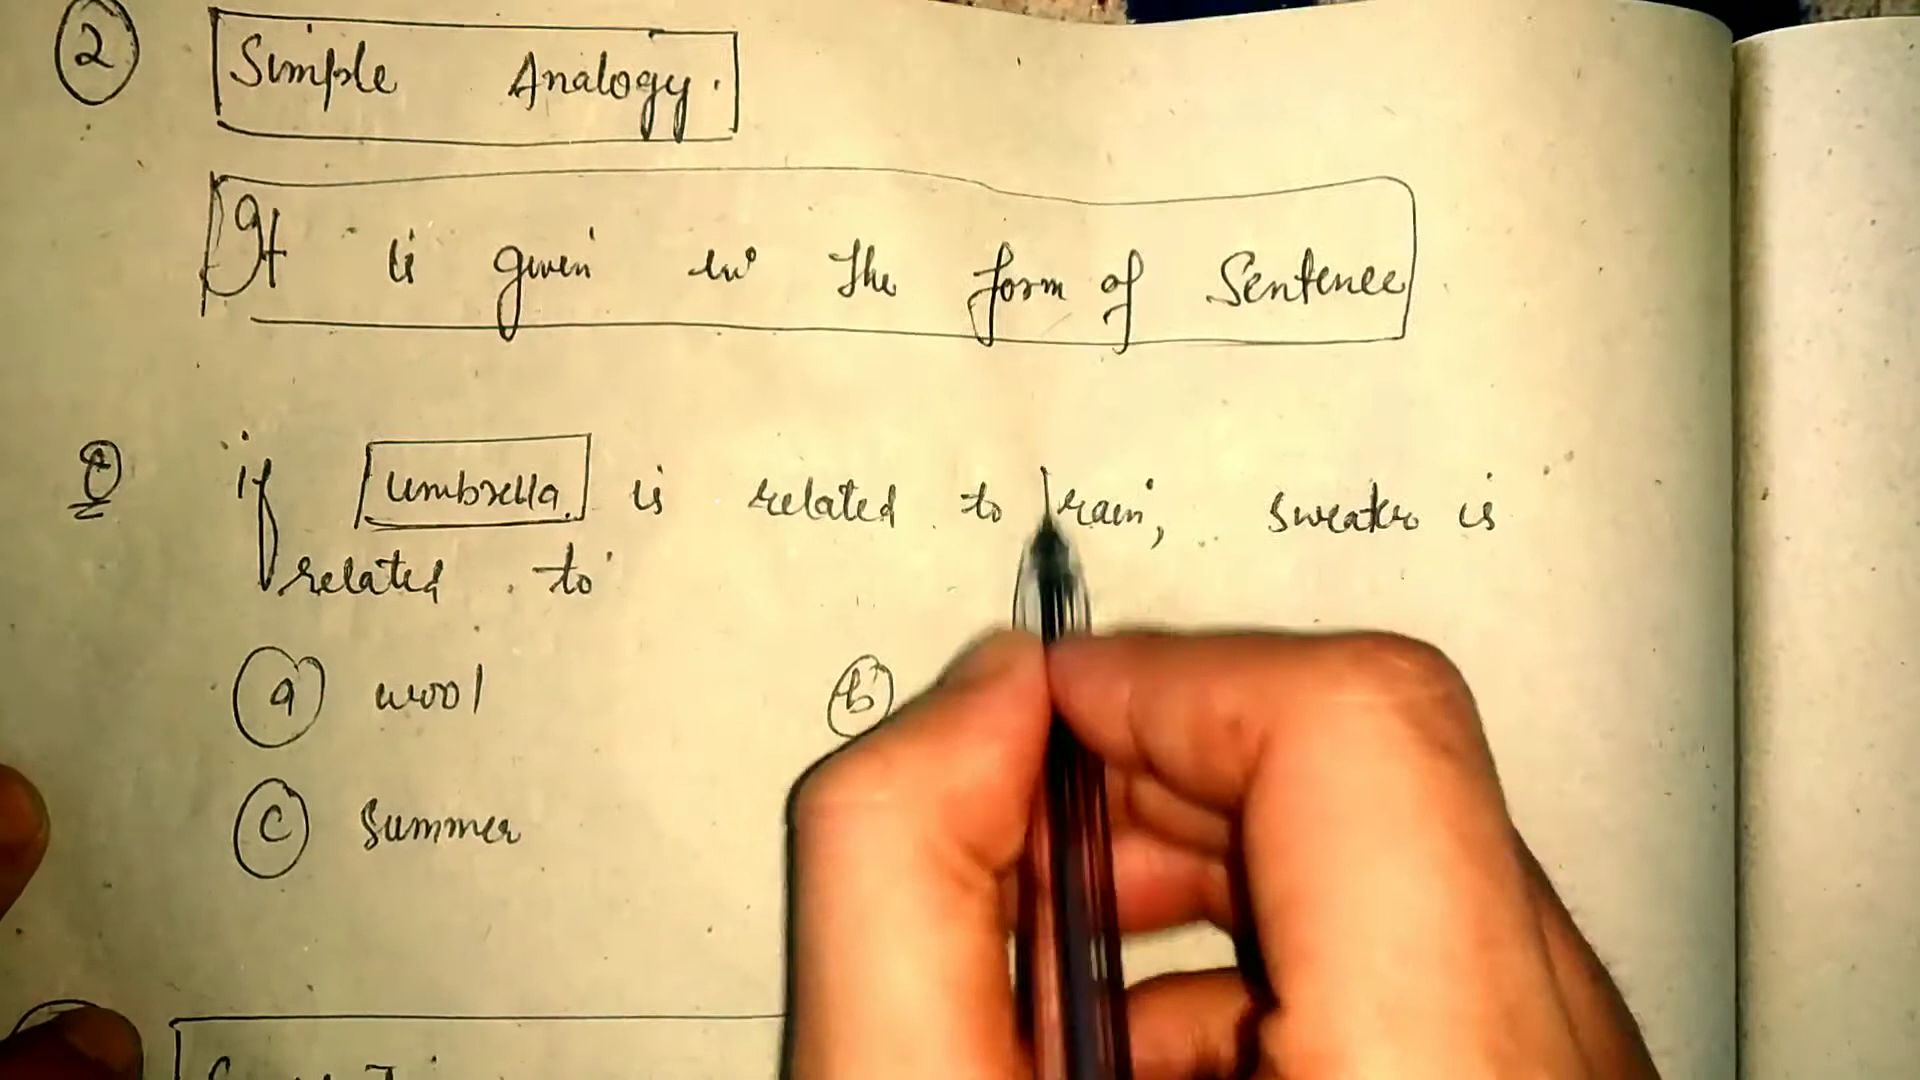 2 Simple Analogy.
It is given in the form of Sentence
Q if umbrella is related to rain, sweater is
related to
a wool b
c Summer